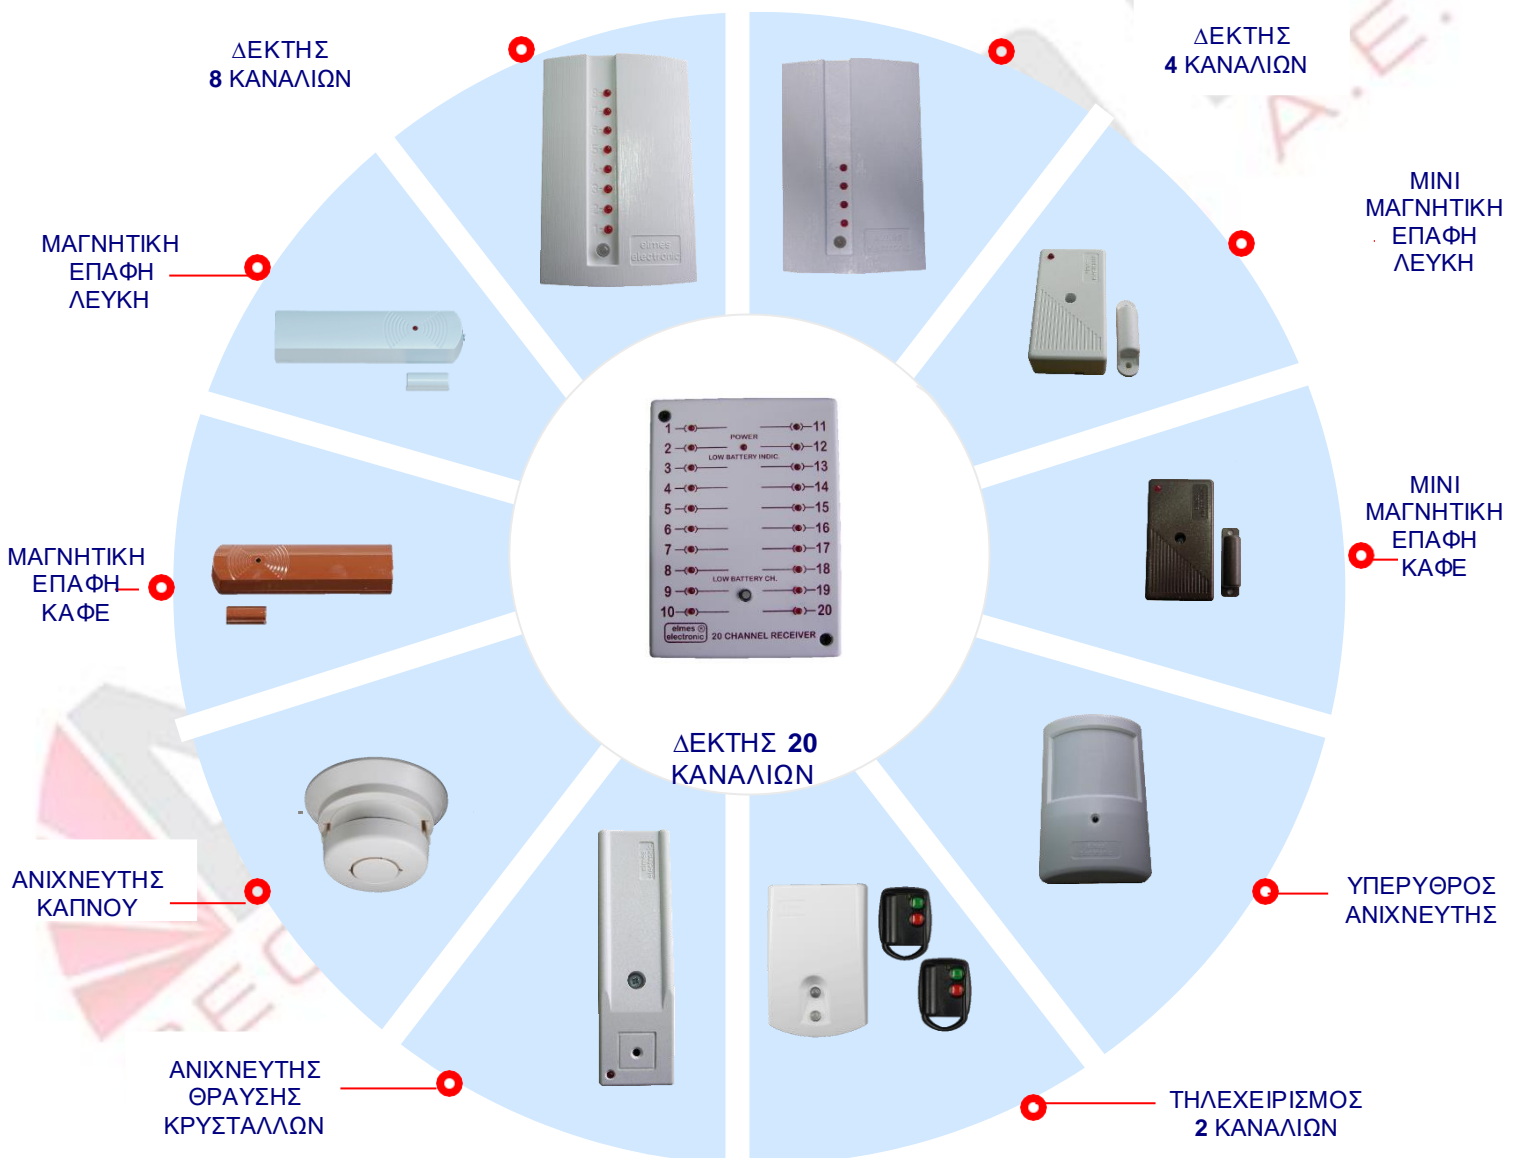 ΔΕΚΤΗΣ
8 ΚΑΝΑΛΙΩΝ
ΔΕΚΤΗΣ
4 ΚΑΝΑΛΙΩΝ
Α.Ε.
ΜΙΝΙ
ΜΑΓΝΗΤΙΚΗ
ΕΠΑΦΗ
ΛΕΥΚΗ
ΜΑΓΝΗΤΙΚΗ
ΕΠΑΦΗ
ΛΕΥΚΗ
elmes
electronic
1
2
3
4
5
6
7
8
9
10
POWER
LOW BATTERY INDIC.
LOW BATTERY CH.
11
12
13
14
15
16
17
18
19
20
elmes ®
electronic
20 CHANNEL RECEIVER
ΔΕΚΤΗΣ 20
ΚΑΝΑΛΙΩΝ
ΜΙΝΙ
ΜΑΓΝΗΤΙΚΗ
ΕΠΑΦΗ
ΚΑΦΕ
ΜΑΓΝΗΤΙΚΗ
ΕΠΑΦΗ
ΚΑΦΕ
ΑΝΙΧΝΕΥΤΗΣ
ΚΑΠΝΟΥ
ΥΠΕΡΥΘΡΟΣ
ΑΝΙΧΝΕΥΤΗΣ
ΑΝΙΧΝΕΥΤΗΣ
ΘΡΑΥΣΗΣ
ΚΡΥΣΤΑΛΛΩΝ
ΤΗΛΕΧΕΙΡΙΣΜΟΣ
2 ΚΑΝΑΛΙΩΝ